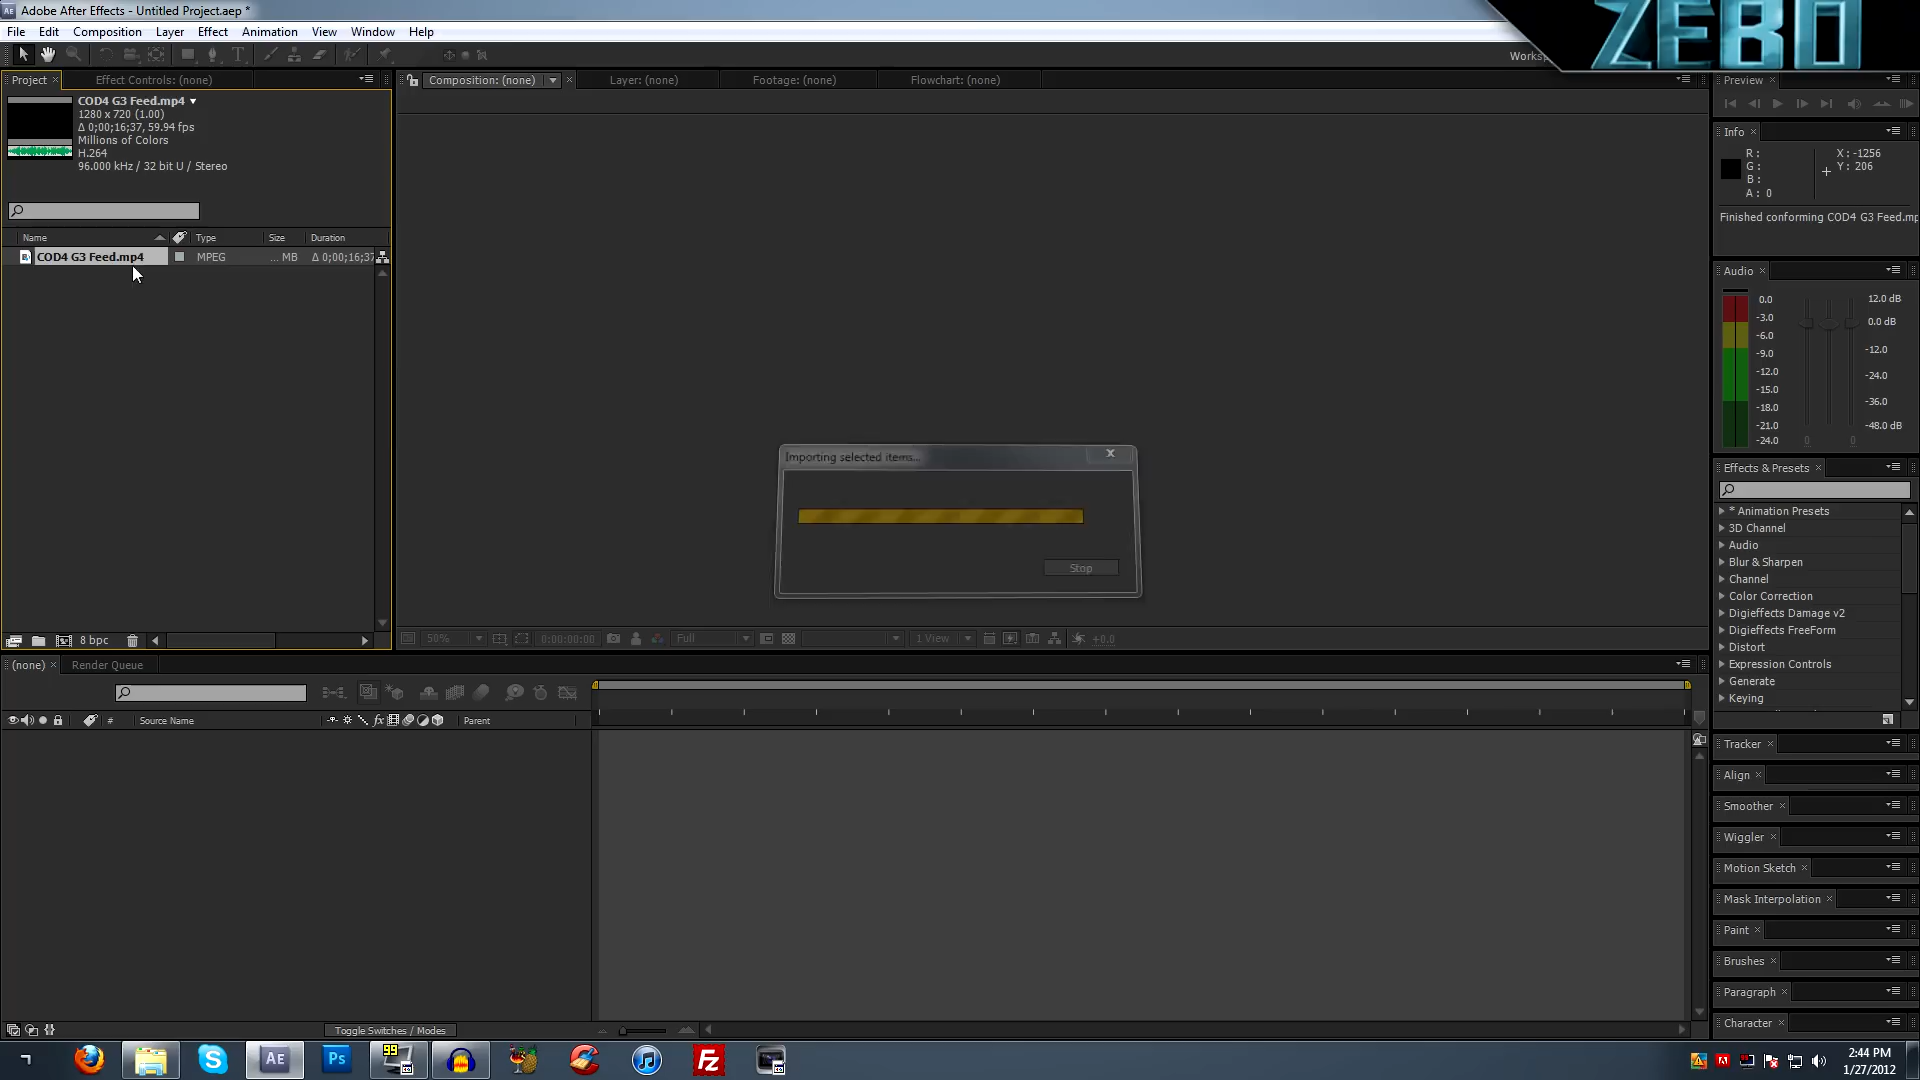 Adobe After Effects - Untitled Project.aep *
ZEBO
File Edit Composition Layer Effect Animation View Window Help
Project Effect Controls: (none)
Composition: (none) Layer: (none) Footage: (none) Flowchart: (none)
Preview
COD4 G3 Feed.mp4
1280 x 720 (1.00)
Δ 0;00;16;37, 59.94 fps
Millions of Colors
H.264
96.000 kHz / 32 bit U / Stereo
Name Type Size Duration
COD4 G3 Feed.mp4 MPEG ... MB Δ 0;00;16;37
8 bpc
Importing selected items...
Stop
50% 0:00:00:00 Full 1 View +0.0
Info
R:
G:
B:
A: 0
X: -1256
Y: 206
Finished conforming COD4 G3 Feed.mp
Audio
0.0
-3.0
-6.0
-9.0
-12.0
-15.0
-18.0
-21.0
-24.0
0 0
12.0 dB
0.0 dB
-12.0
-24.0
-36.0
-48.0 dB
Effects & Presets
* Animation Presets
3D Channel
Audio
Blur & Sharpen
Channel
Color Correction
Digieffects Damage v2
Digieffects FreeForm
Distort
Expression Controls
Generate
Keying
Tracker
Align
Smoother
Wiggler
Motion Sketch
Mask Interpolation
Paint
Brushes
Paragraph
Character
(none) Render Queue
# Source Name fx Parent
Toggle Switches / Modes
AE Ps 99 Fz
2:44 PM
1/27/2012